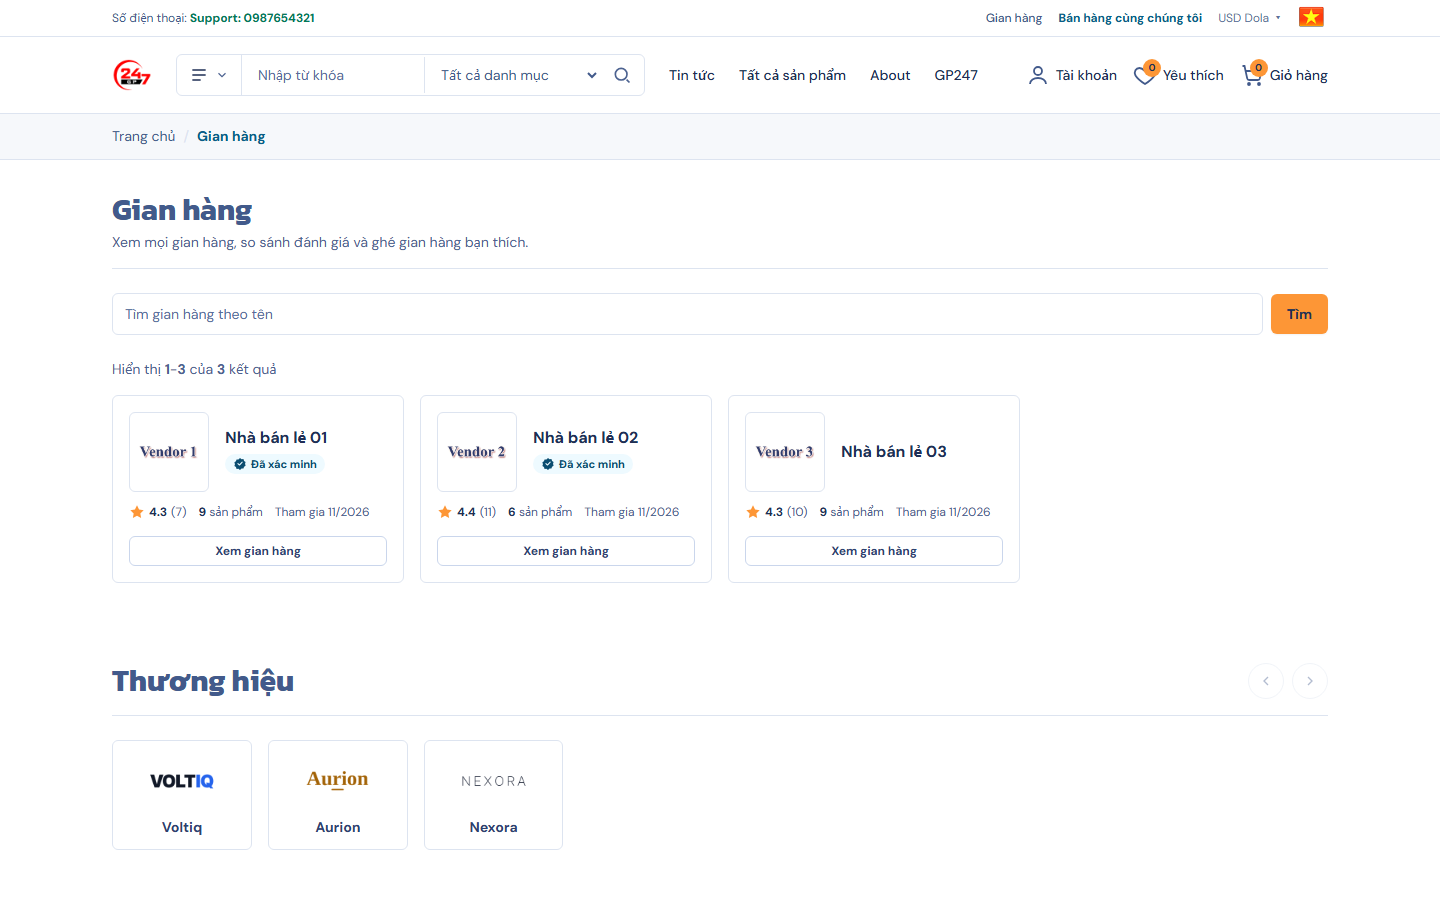 Số điện thoại: Support: 0987654321
Gian hàng Bán hàng cùng chúng tôi USD Dola
247 GP Nhập từ khóa Tất cả danh mục Tin tức Tất cả sản phẩm About GP247 Tài khoản 0 Yêu thích 0 Giỏ hàng
Trang chủ / Gian hàng
Gian hàng
Xem mọi gian hàng, so sánh đánh giá và ghé gian hàng bạn thích.
Tìm gian hàng theo tên Tìm
Hiển thị 1-3 của 3 kết quả
Vendor 1
Nhà bán lẻ 01
Đã xác minh
4.3 (7) 9 sản phẩm Tham gia 11/2026
Xem gian hàng
Vendor 2
Nhà bán lẻ 02
Đã xác minh
4.4 (11) 6 sản phẩm Tham gia 11/2026
Xem gian hàng
Vendor 3
Nhà bán lẻ 03
4.3 (10) 9 sản phẩm Tham gia 11/2026
Xem gian hàng
Thương hiệu
VOLTIQ
Voltiq
Aurion
Aurion
NEXORA
Nexora